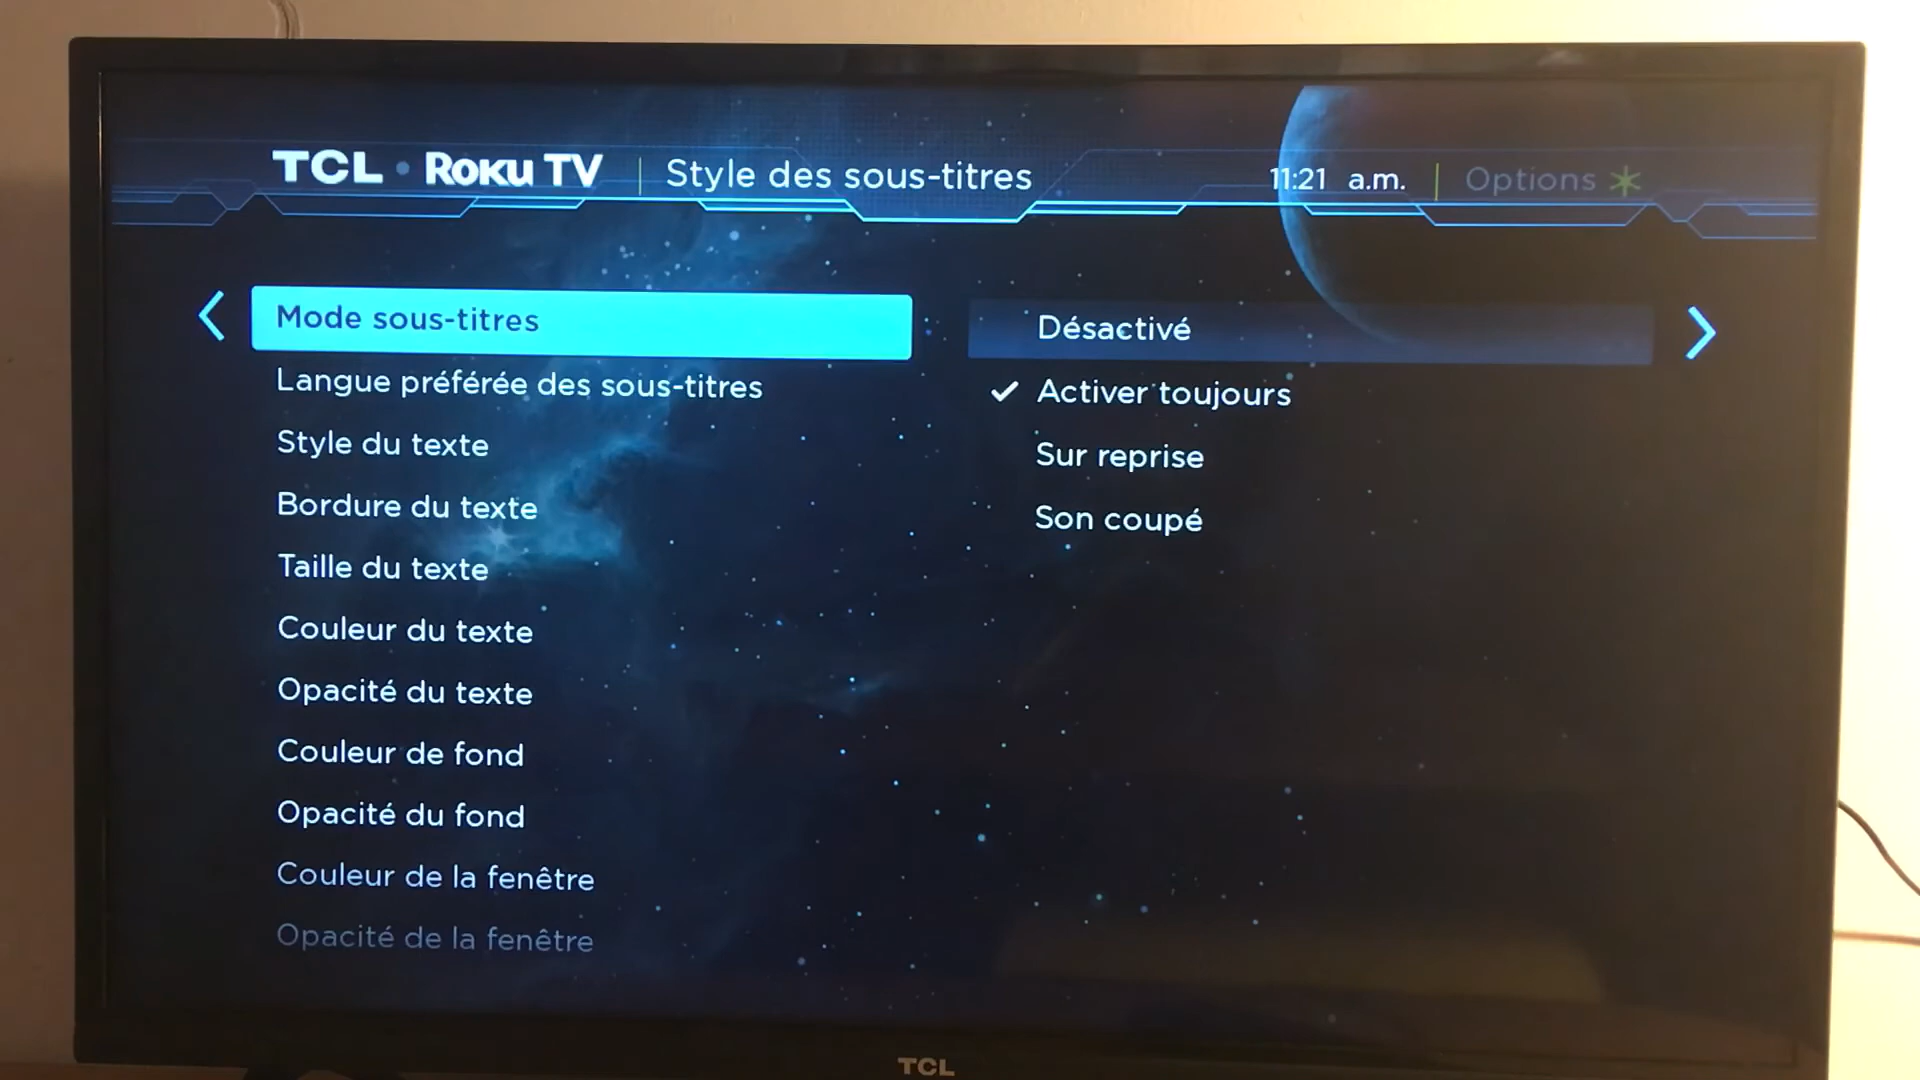 TCL • Roku TV | Style des sous-titres
11:21 a.m. | Options
Mode sous-titres
Langue préférée des sous-titres
Style du texte
Bordure du texte
Taille du texte
Couleur du texte
Opacité du texte
Couleur de fond
Opacité du fond
Couleur de la fenêtre
Opacité de la fenêtre
Désactivé
Activer toujours
Sur reprise
Son coupé
TCL